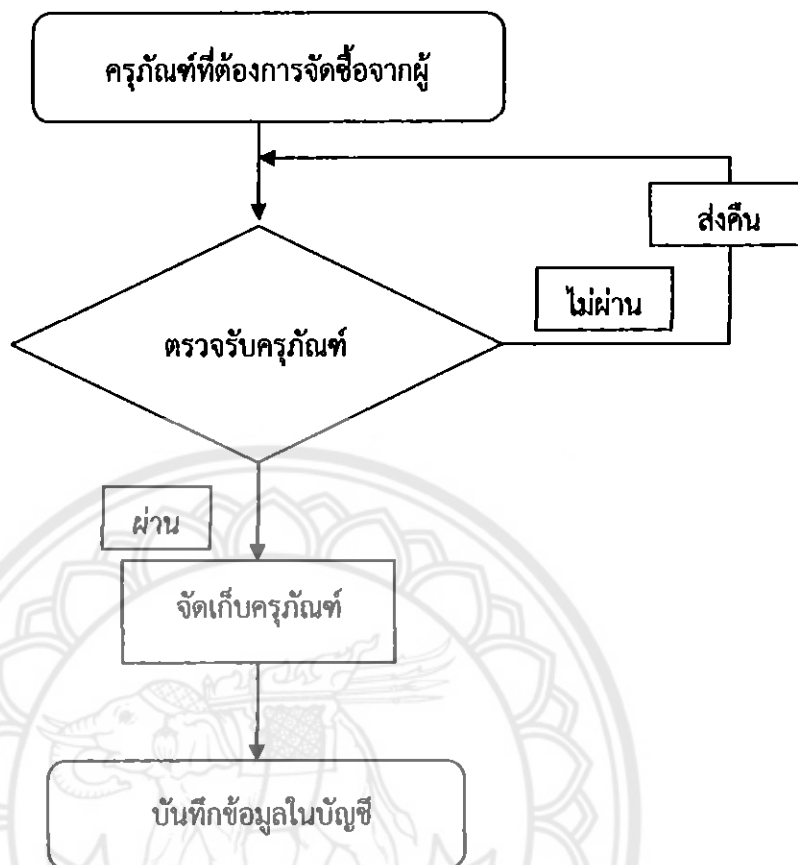 ครุภัณฑ์ที่ต้องการจัดซื้อจากผู้
ส่งคืน
ไม่ผ่าน
ตรวจรับครุภัณฑ์
ผ่าน
จัดเก็บครุภัณฑ์
บันทึกข้อมูลในบัญชี